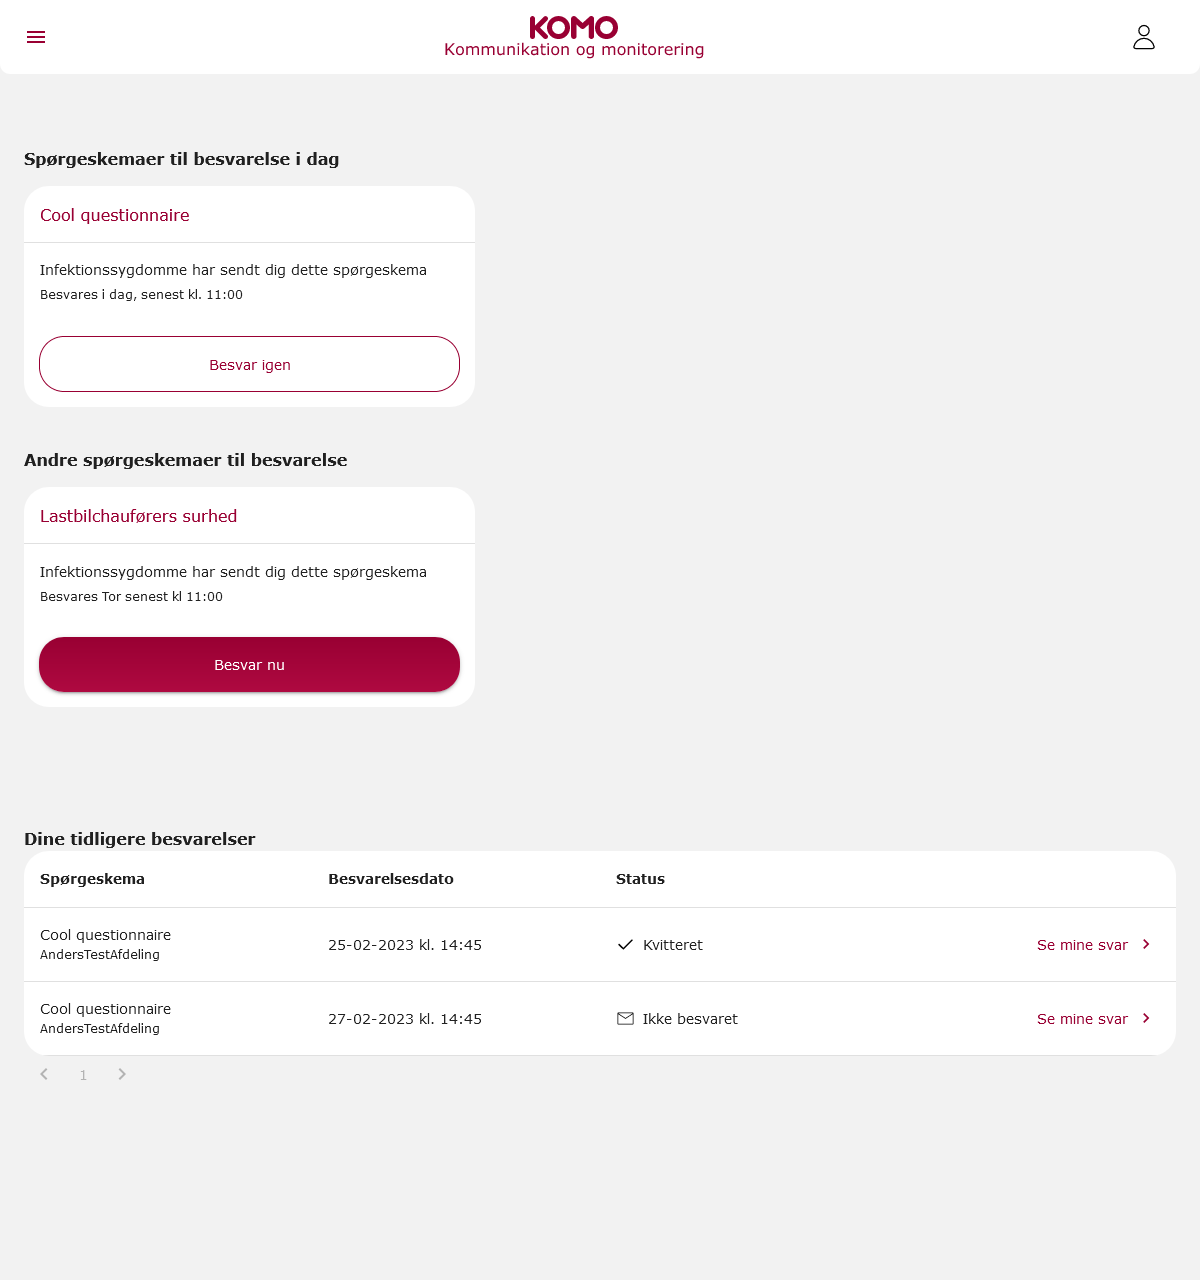 KOMO
Kommunikation og monitorering
Spørgeskemaer til besvarelse i dag
Cool questionnaire
Infektionssygdomme har sendt dig dette spørgeskema
Besvares i dag, senest kl. 11:00
Besvar igen
Andre spørgeskemaer til besvarelse
Lastbilchauførers surhed
Infektionssygdomme har sendt dig dette spørgeskema
Besvares Tor senest kl 11:00
Besvar nu
Dine tidligere besvarelser
Spørgeskema Besvarelsesdato Status
Cool questionnaire
AndersTestAfdeling
25-02-2023 kl. 14:45 Kvitteret Se mine svar
Cool questionnaire
AndersTestAfdeling
27-02-2023 kl. 14:45 Ikke besvaret Se mine svar
1